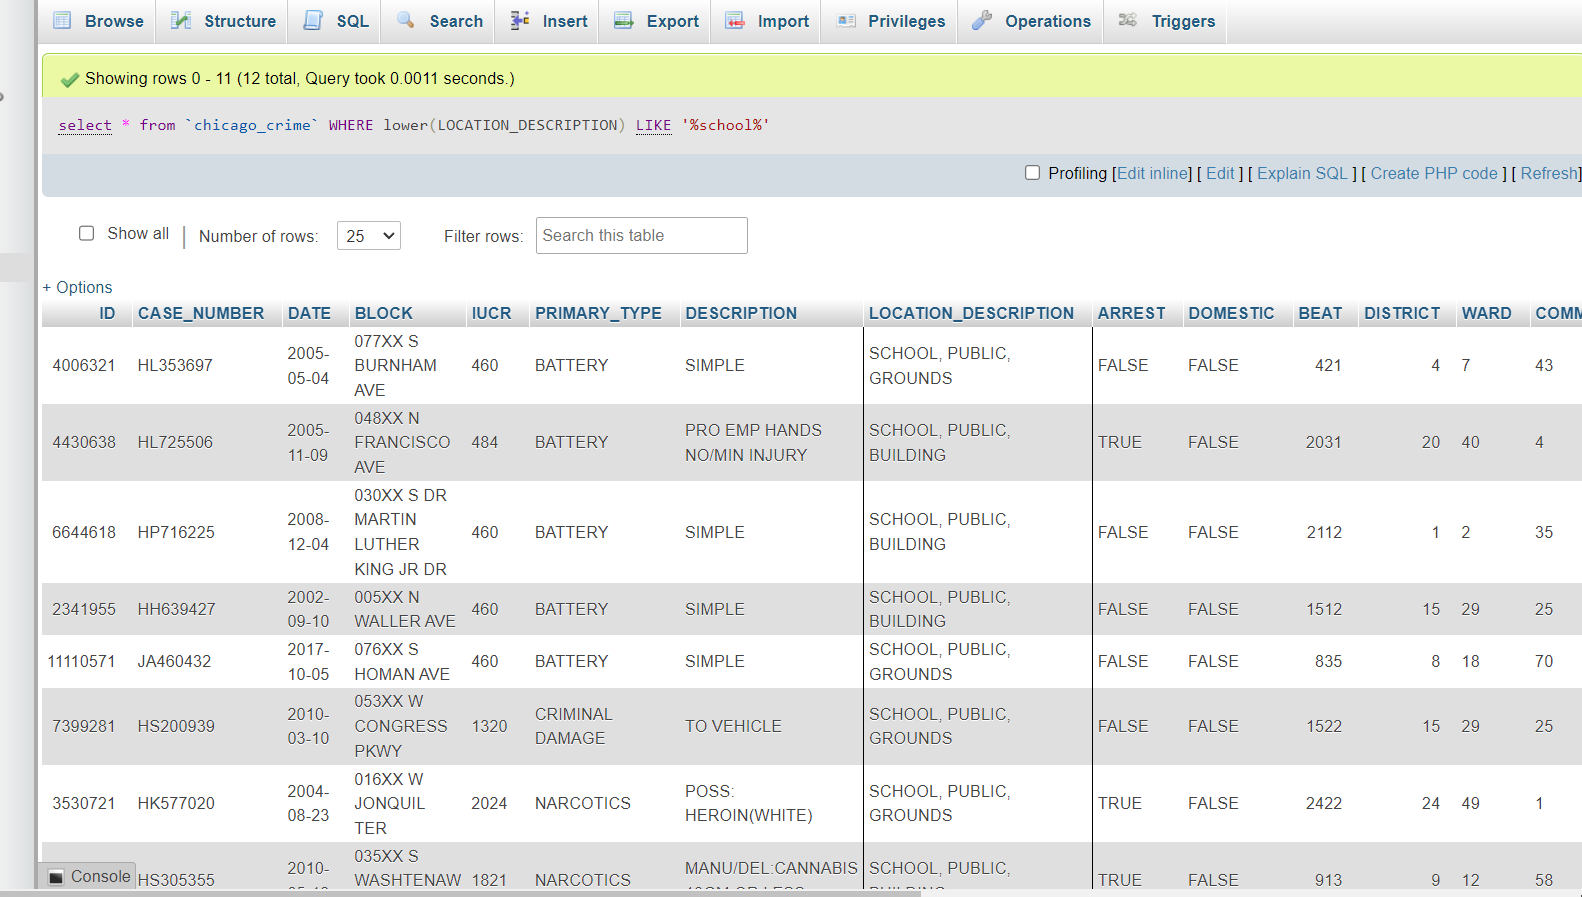 Browse Structure SQL Search Insert Export Import Privileges Operations Triggers
Showing rows 0 - 11 (12 total, Query took 0.0011 seconds.)
select * from `chicago_crime` WHERE lower(LOCATION_DESCRIPTION) LIKE '%school%'
Profiling [Edit inline] [ Edit ] [ Explain SQL ] [ Create PHP code ] [ Refresh]
Show all | Number of rows: 25 Filter rows: Search this table
+ Options
ID CASE_NUMBER DATE BLOCK IUCR PRIMARY_TYPE DESCRIPTION LOCATION_DESCRIPTION ARREST DOMESTIC BEAT DISTRICT WARD COMM
4006321 HL353697 2005-05-04 077XX S BURNHAM AVE 460 BATTERY SIMPLE SCHOOL, PUBLIC, GROUNDS FALSE FALSE 421 4 7 43
4430638 HL725506 2005-11-09 048XX N FRANCISCO AVE 484 BATTERY PRO EMP HANDS NO/MIN INJURY SCHOOL, PUBLIC, BUILDING TRUE FALSE 2031 20 40 4
6644618 HP716225 2008-12-04 030XX S DR MARTIN LUTHER KING JR DR 460 BATTERY SIMPLE SCHOOL, PUBLIC, BUILDING FALSE FALSE 2112 1 2 35
2341955 HH639427 2002-09-10 005XX N WALLER AVE 460 BATTERY SIMPLE SCHOOL, PUBLIC, BUILDING FALSE FALSE 1512 15 29 25
11110571 JA460432 2017-10-05 076XX S HOMAN AVE 460 BATTERY SIMPLE SCHOOL, PUBLIC, GROUNDS FALSE FALSE 835 8 18 70
7399281 HS200939 2010-03-10 053XX W CONGRESS PKWY 1320 CRIMINAL DAMAGE TO VEHICLE SCHOOL, PUBLIC, GROUNDS FALSE FALSE 1522 15 29 25
3530721 HK577020 2004-08-23 016XX W JONQUIL TER 2024 NARCOTICS POSS: HEROIN(WHITE) SCHOOL, PUBLIC, GROUNDS TRUE FALSE 2422 24 49 1
HS305355 2010- 035XX S WASHTENAW 1821 NARCOTICS MANU/DEL:CANNABIS SCHOOL, PUBLIC, TRUE FALSE 913 9 12 58
Console